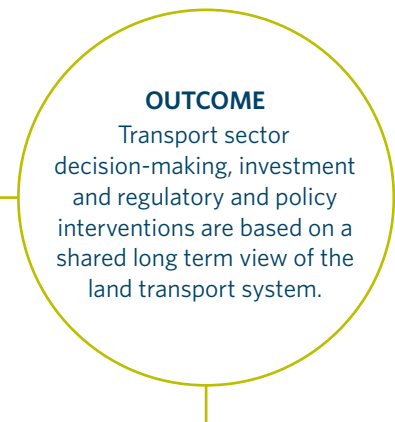 OUTCOME
Transport sector
decision-making, investment
and regulatory and policy
interventions are based on a
shared long term view of the
land transport system.